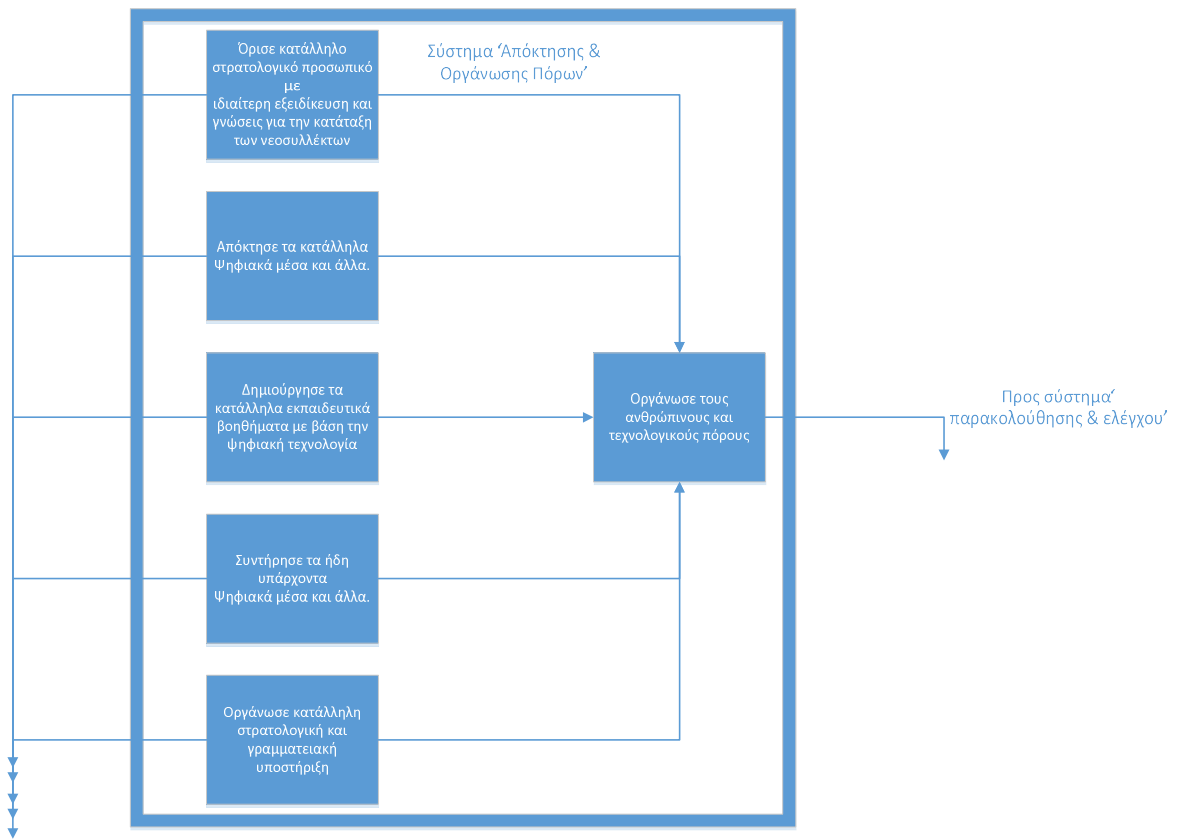 Όρισε κατάλληλο
στρατολογικό προσωπικό
με
ιδιαίτερη εξειδίκευση και
γνώσεις για την κατάταξη
των νεοσυλλέκτων
Σύστημα ‘Απόκτησης &
Οργάνωσης Πόρων’
Απόκτησε τα κατάλληλα
Ψηφιακά μέσα και άλλα.
Δημιούργησε τα
κατάλληλα εκπαιδευτικά
βοηθήματα με βάση την
ψηφιακή τεχνολογία
Οργάνωσε τους
ανθρώπινους και
τεχνολογικούς πόρους
Προς σύστημα‘
παρακολούθησης & ελέγχου’
Συντήρησε τα ήδη
υπάρχοντα
Ψηφιακά μέσα και άλλα.
Οργάνωσε κατάλληλη
στρατολογική και
γραμματειακή
υποστήριξη